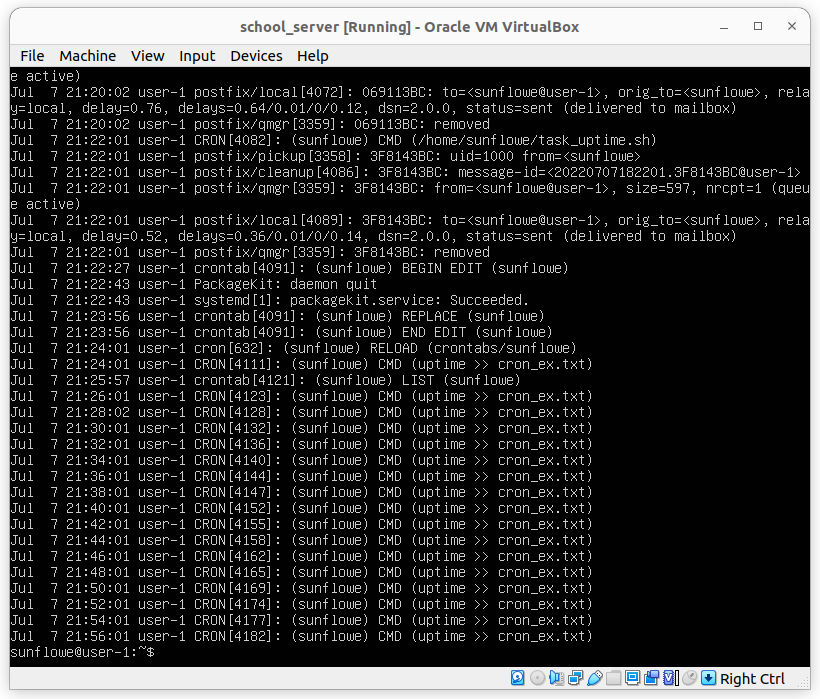 school_server [Running] - Oracle VM VirtualBox
File Machine View Input Devices Help
e active)
Jul  7 21:20:02 user-1 postfix/local[4072]: 069113BC: to=<sunflowe@user-1>, orig_to=<sunflowe>, rela
y=local, delay=0.76, delays=0.64/0.01/0/0.12, dsn=2.0.0, status=sent (delivered to mailbox)
Jul  7 21:20:02 user-1 postfix/qmgr[3359]: 069113BC: removed
Jul  7 21:22:01 user-1 CRON[4082]: (sunflowe) CMD (/home/sunflowe/task_uptime.sh)
Jul  7 21:22:01 user-1 postfix/pickup[3358]: 3F8143BC: uid=1000 from=<sunflowe>
Jul  7 21:22:01 user-1 postfix/cleanup[4086]: 3F8143BC: message-id=<20220707182201.3F8143BC@user-1>
Jul  7 21:22:01 user-1 postfix/qmgr[3359]: 3F8143BC: from=<sunflowe@user-1>, size=597, nrcpt=1 (queu
e active)
Jul  7 21:22:01 user-1 postfix/local[4089]: 3F8143BC: to=<sunflowe@user-1>, orig_to=<sunflowe>, rela
y=local, delay=0.52, delays=0.36/0.01/0/0.14, dsn=2.0.0, status=sent (delivered to mailbox)
Jul  7 21:22:01 user-1 postfix/qmgr[3359]: 3F8143BC: removed
Jul  7 21:22:27 user-1 crontab[4091]: (sunflowe) BEGIN EDIT (sunflowe)
Jul  7 21:22:43 user-1 PackageKit: daemon quit
Jul  7 21:22:43 user-1 systemd[1]: packagekit.service: Succeeded.
Jul  7 21:23:56 user-1 crontab[4091]: (sunflowe) REPLACE (sunflowe)
Jul  7 21:23:56 user-1 crontab[4091]: (sunflowe) END EDIT (sunflowe)
Jul  7 21:24:01 user-1 cron[632]: (sunflowe) RELOAD (crontabs/sunflowe)
Jul  7 21:24:01 user-1 CRON[4111]: (sunflowe) CMD (uptime >> cron_ex.txt)
Jul  7 21:25:57 user-1 crontab[4121]: (sunflowe) LIST (sunflowe)
Jul  7 21:26:01 user-1 CRON[4123]: (sunflowe) CMD (uptime >> cron_ex.txt)
Jul  7 21:28:02 user-1 CRON[4128]: (sunflowe) CMD (uptime >> cron_ex.txt)
Jul  7 21:30:01 user-1 CRON[4132]: (sunflowe) CMD (uptime >> cron_ex.txt)
Jul  7 21:32:01 user-1 CRON[4136]: (sunflowe) CMD (uptime >> cron_ex.txt)
Jul  7 21:34:01 user-1 CRON[4140]: (sunflowe) CMD (uptime >> cron_ex.txt)
Jul  7 21:36:01 user-1 CRON[4144]: (sunflowe) CMD (uptime >> cron_ex.txt)
Jul  7 21:38:01 user-1 CRON[4147]: (sunflowe) CMD (uptime >> cron_ex.txt)
Jul  7 21:40:01 user-1 CRON[4152]: (sunflowe) CMD (uptime >> cron_ex.txt)
Jul  7 21:42:01 user-1 CRON[4155]: (sunflowe) CMD (uptime >> cron_ex.txt)
Jul  7 21:44:01 user-1 CRON[4158]: (sunflowe) CMD (uptime >> cron_ex.txt)
Jul  7 21:46:01 user-1 CRON[4162]: (sunflowe) CMD (uptime >> cron_ex.txt)
Jul  7 21:48:01 user-1 CRON[4165]: (sunflowe) CMD (uptime >> cron_ex.txt)
Jul  7 21:50:01 user-1 CRON[4169]: (sunflowe) CMD (uptime >> cron_ex.txt)
Jul  7 21:52:01 user-1 CRON[4174]: (sunflowe) CMD (uptime >> cron_ex.txt)
Jul  7 21:54:01 user-1 CRON[4177]: (sunflowe) CMD (uptime >> cron_ex.txt)
Jul  7 21:56:01 user-1 CRON[4182]: (sunflowe) CMD (uptime >> cron_ex.txt)
sunflowe@user-1:~$
Right Ctrl